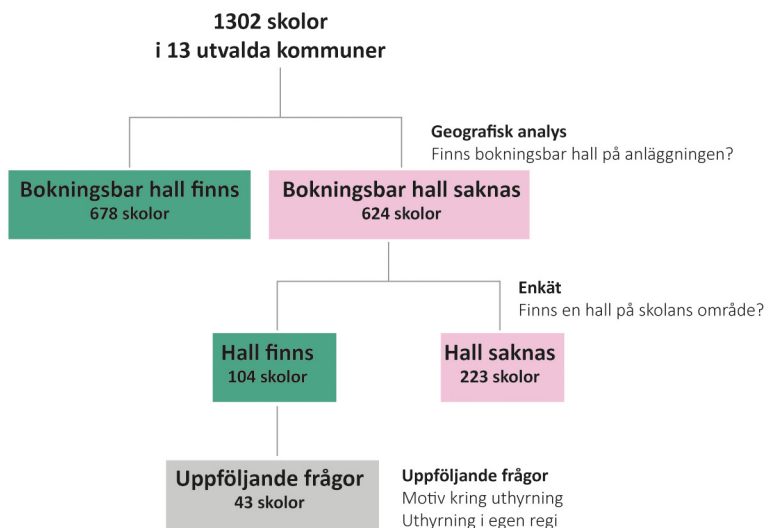 1302 skolor
i 13 utvalda kommuner
Geografisk analys
Finns bokningsbar hall på anläggningen?
Bokningsbar hall finns
678 skolor
Bokningsbar hall saknas
624 skolor
Enkät
Finns en hall på skolans område?
Hall finns
104 skolor
Hall saknas
223 skolor
Uppföljande frågor
43 skolor
Uppföljande frågor
Motiv kring uthyrning
Uthyrning i egen regi